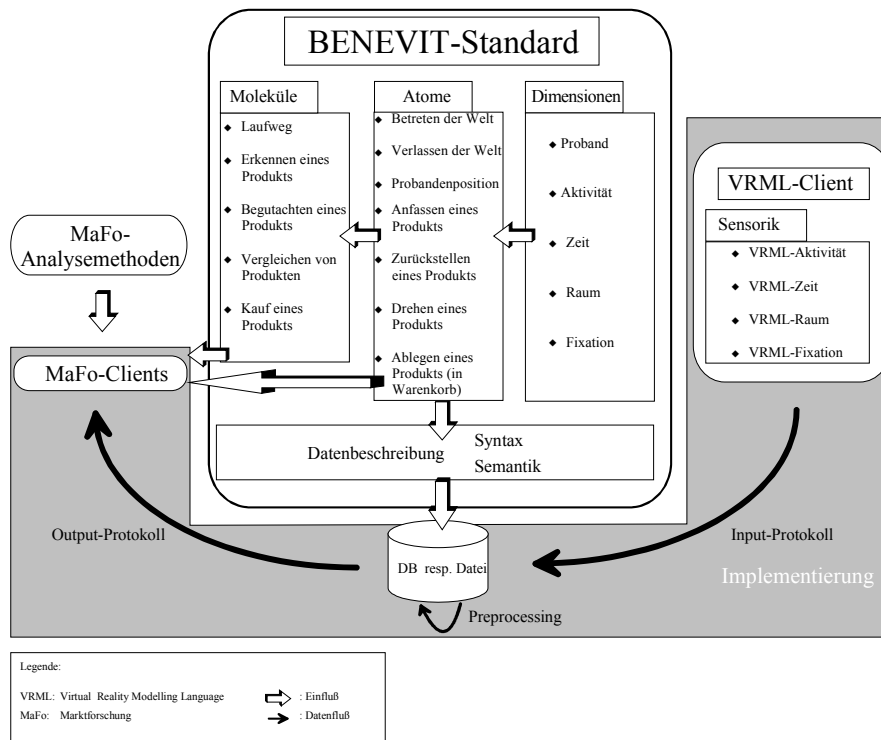 BENEVIT-Standard
Moleküle
Laufweg
Erkennen eines
Produkts
Begutachten eines
Produkts
Vergleichen von
Produkten
Kauf eines
Produkts
Atome
Betreten der Welt
Verlassen der Welt
Probandenposition
Anfassen eines
Produkts
Zurückstellen
eines Produkts
Drehen eines
Produkts
Ablegen eines
Produkts (in
Warenkorb)
Dimensionen
Proband
Aktivität
Zeit
Raum
Fixation
VRML-Client
Sensorik
VRML-Aktivität
VRML-Zeit
VRML-Raum
VRML-Fixation
MaFo-
Analysemethoden
MaFo-Clients
Datenbeschreibung
Syntax
Semantik
Output-Protokoll
DB resp. Datei
Input-Protokoll
Implementierung
Preprocessing
Legende:
VRML: Virtual Reality Modelling Language
: Einfluß
MaFo: Marktforschung
: Datenfluß